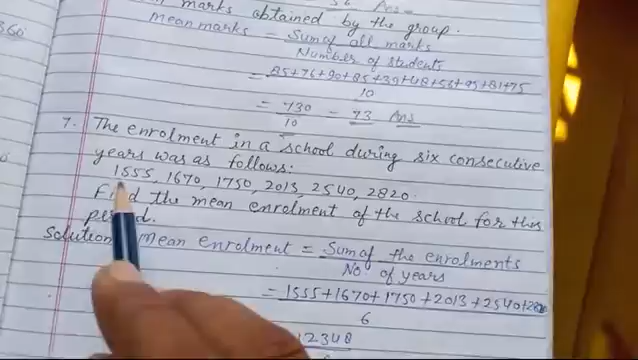 marks obtained by the group.
mean marks = Sum of all marks
Number of students
= 85+76+90+85+39+48+56+95+81+75
10
= 730 = 73 Ans
10
7. The enrolment in a school during six consecutive
years was as follows:
1555, 1670, 1750, 2013, 2540, 2820.
Find the mean enrolment of the school for this
Solution mean enrolment = Sum of the enrolments
No of years
= 1555+1670+1750+2013+2540+2820
6
12348